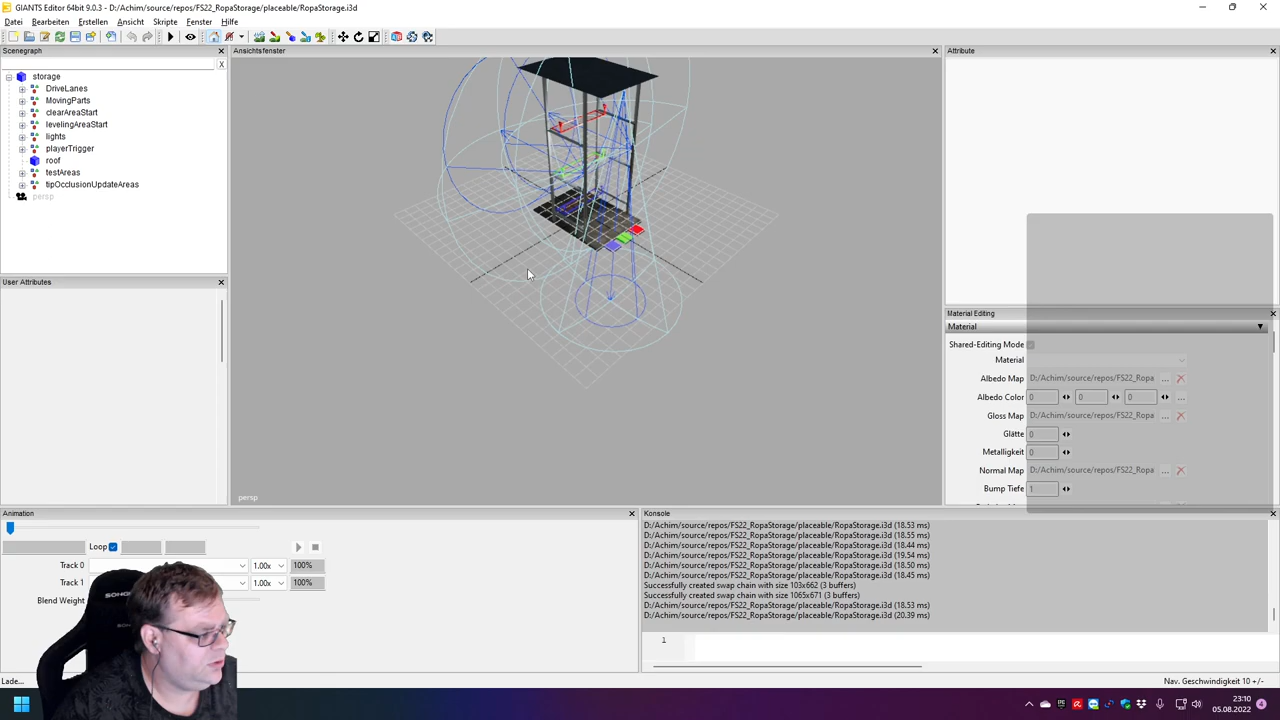 GIANTS Editor 64bit 9.0.3 - D:/Achim/source/repos/FS22_RopaStorage/placeable/RopaStorage.i3d
Datei Bearbeiten Erstellen Ansicht Skripte Fenster Hilfe
Scenegraph
X
storage
DriveLanes
MovingParts
clearAreaStart
levelingAreaStart
lights
playerTrigger
roof
testAreas
tipOcclusionUpdateAreas
persp
User Attributes
Ansichtsfenster
persp
Attribute
Material Editing
Material
Shared-Editing Mode
Material
Albedo Map D:/Achim/source/repos/FS22_Ropa ...
Albedo Color 0 0 0 ...
Gloss Map D:/Achim/source/repos/FS22_Ropa ...
Glätte 0
Metalligkeit 0
Normal Map D:/Achim/source/repos/FS22_Ropa ...
Bump Tiefe 1
Animation
Loop
Track 0 1.00x 100%
Track 1 1.00x 100%
Blend Weight
Konsole
D:/Achim/source/repos/FS22_RopaStorage/placeable/RopaStorage.i3d (18.53 ms)
D:/Achim/source/repos/FS22_RopaStorage/placeable/RopaStorage.i3d (18.55 ms)
D:/Achim/source/repos/FS22_RopaStorage/placeable/RopaStorage.i3d (18.44 ms)
D:/Achim/source/repos/FS22_RopaStorage/placeable/RopaStorage.i3d (19.54 ms)
D:/Achim/source/repos/FS22_RopaStorage/placeable/RopaStorage.i3d (18.50 ms)
D:/Achim/source/repos/FS22_RopaStorage/placeable/RopaStorage.i3d (18.45 ms)
Successfully created swap chain with size 103x662 (3 buffers)
Successfully created swap chain with size 1065x671 (3 buffers)
D:/Achim/source/repos/FS22_RopaStorage/placeable/RopaStorage.i3d (18.53 ms)
D:/Achim/source/repos/FS22_RopaStorage/placeable/RopaStorage.i3d (20.39 ms)
1
Lade...
Nav. Geschwindigkeit 10 +/-
23:10
05.08.2022